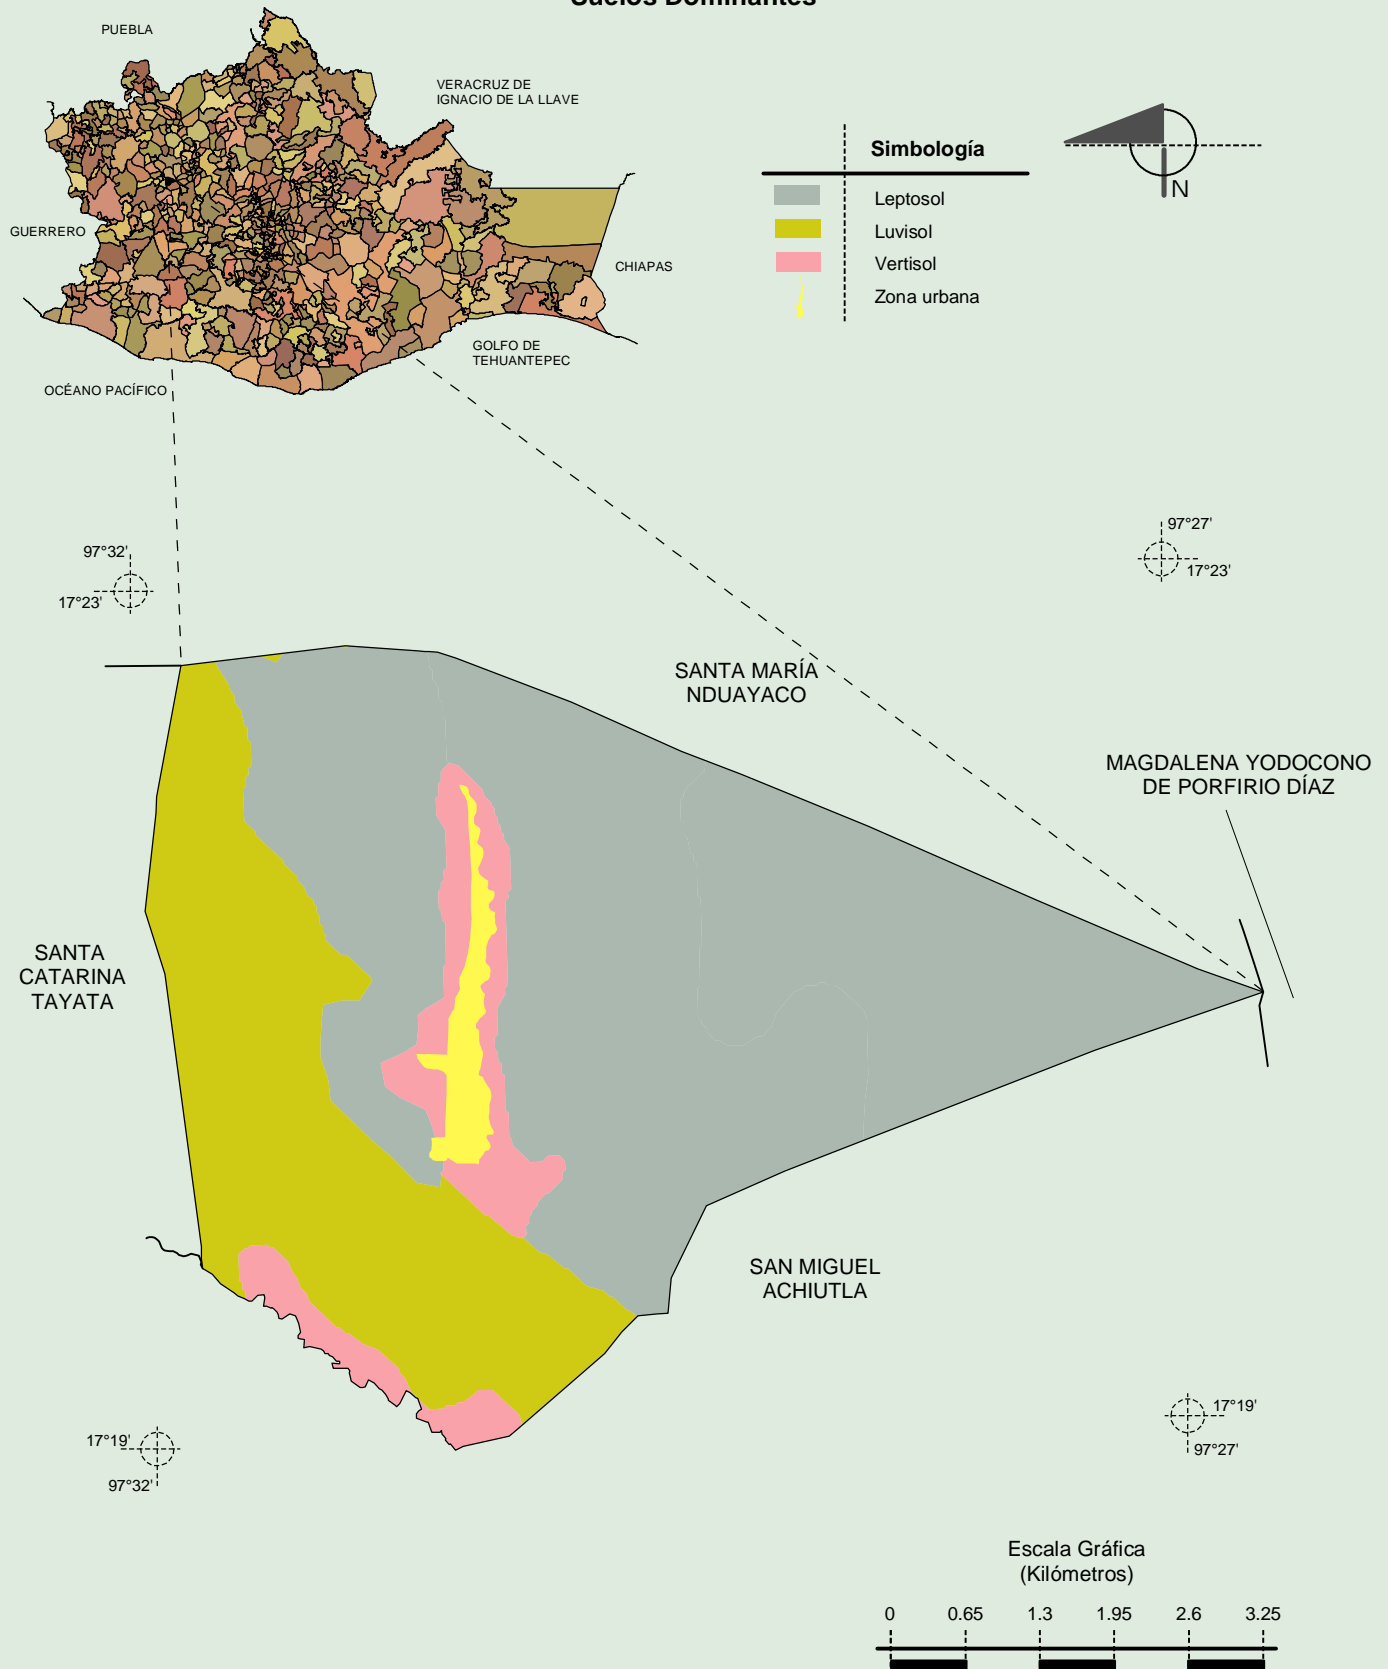 Suelos Dominantes
PUEBLA
VERACRUZ DE
IGNACIO DE LA LLAVE
GUERRERO
CHIAPAS
GOLFO DE
TEHUANTEPEC
OCÉANO PACÍFICO
Simbología
Leptosol
Luvisol
Vertisol
Zona urbana
N
97°32'
17°23'
97°27'
17°23'
SANTA MARÍA
NDUAYACO
MAGDALENA YODOCONO
DE PORFIRIO DÍAZ
SANTA
CATARINA
TAYATA
SAN MIGUEL
ACHIUTLA
17°19'
97°32'
17°19'
97°27'
Escala Gráfica
(Kilómetros)
0 0.65 1.3 1.95 2.6 3.25